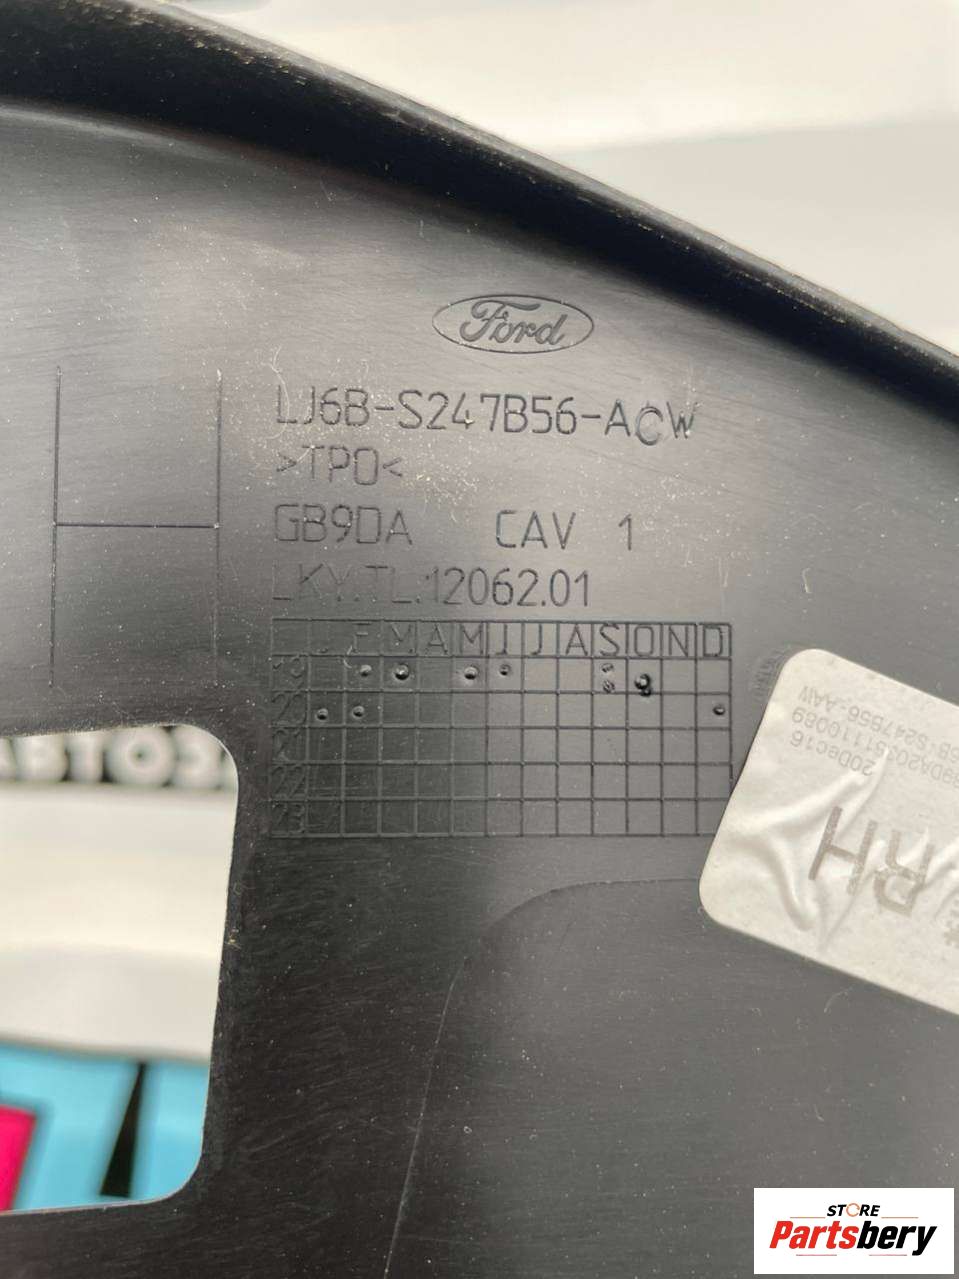 Ford
LJ6B-S247B56-ACW
>TPO<
GB9DA CAV 1
LKY.TL.12062.01
J F M A M J J A S O N D
19
20
21
22
23
20Dec16
RH
STORE
Partsbery